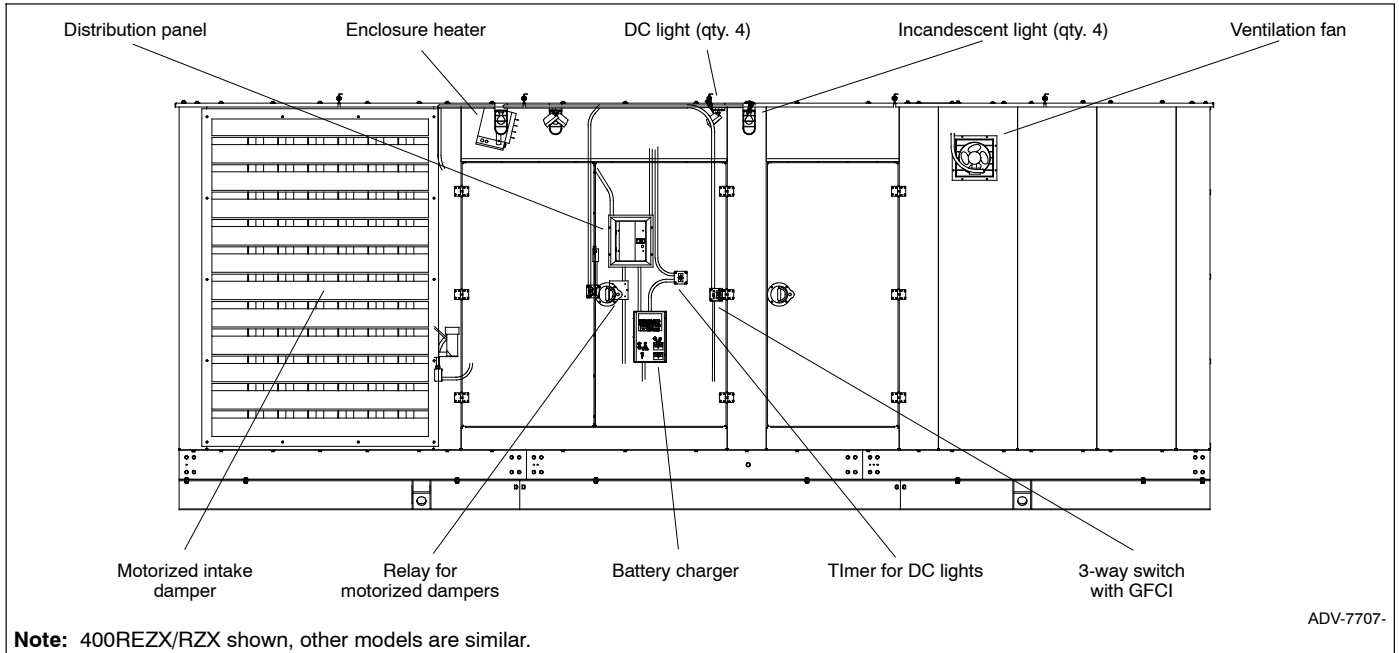 Distribution panel
Enclosure heater
DC light (qty. 4)
Incandescent light (qty. 4)
Ventilation fan
Motorized intake
damper
Relay for
motorized dampers
Battery charger
TImer for DC lights
3-way switch
with GFCI
ADV-7707-
Note: 400REZX/RZX shown, other models are similar.